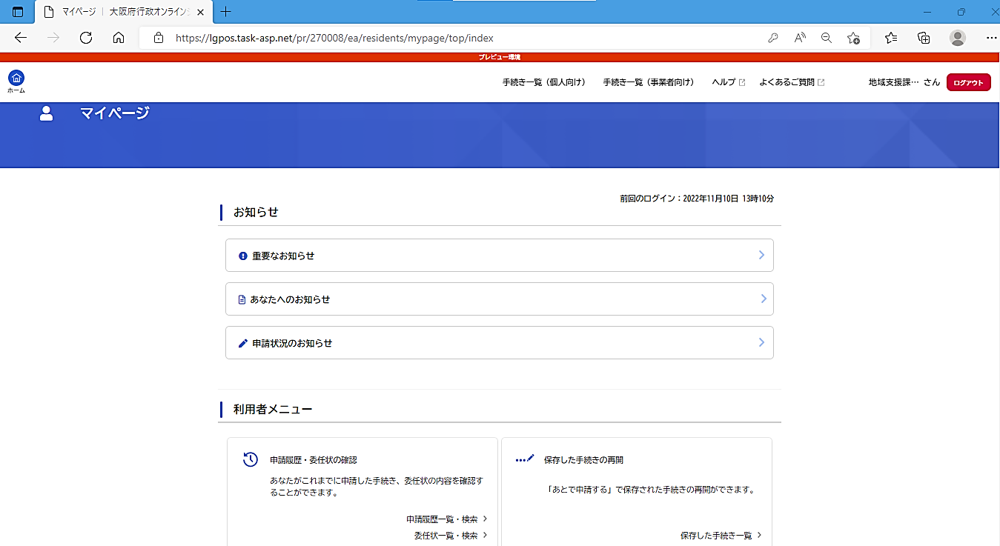 マイページ | 大阪府行政オンライン
https://lgpos.task-asp.net/pr/270008/ea/residents/mypage/top/index
プレビュー環境
ホーム
手続き一覧（個人向け） 手続き一覧（事業者向け） ヘルプ よくあるご質問 地域支援課… さん ログアウト
マイページ
前回のログイン：2022年11月10日 13時10分
お知らせ
重要なお知らせ
あなたへのお知らせ
申請状況のお知らせ
利用者メニュー
申請履歴・委任状の確認
あなたがこれまでに申請した手続き、委任状の内容を確認す
ることができます。
申請履歴一覧・検索
委任状一覧・検索
保存した手続きの再開
「あとで申請する」で保存された手続きの再開ができます。
保存した手続き一覧